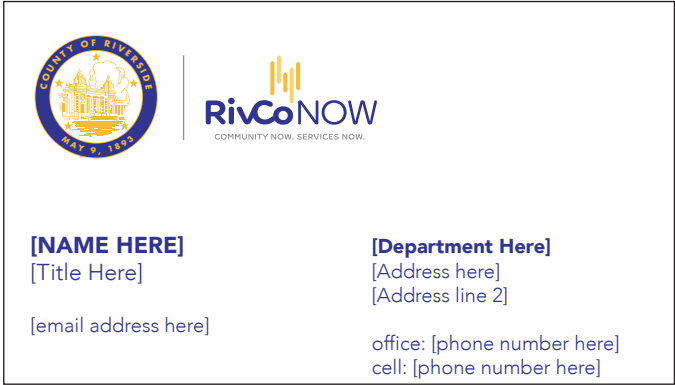 COUNTY OF RIVERSIDE
MAY 9, 1893
RivCoNOW
COMMUNITY NOW. SERVICES NOW.
[NAME HERE]
[Title Here]
[email address here]
[Department Here]
[Address here]
[Address line 2]
office: [phone number here]
cell: [phone number here]